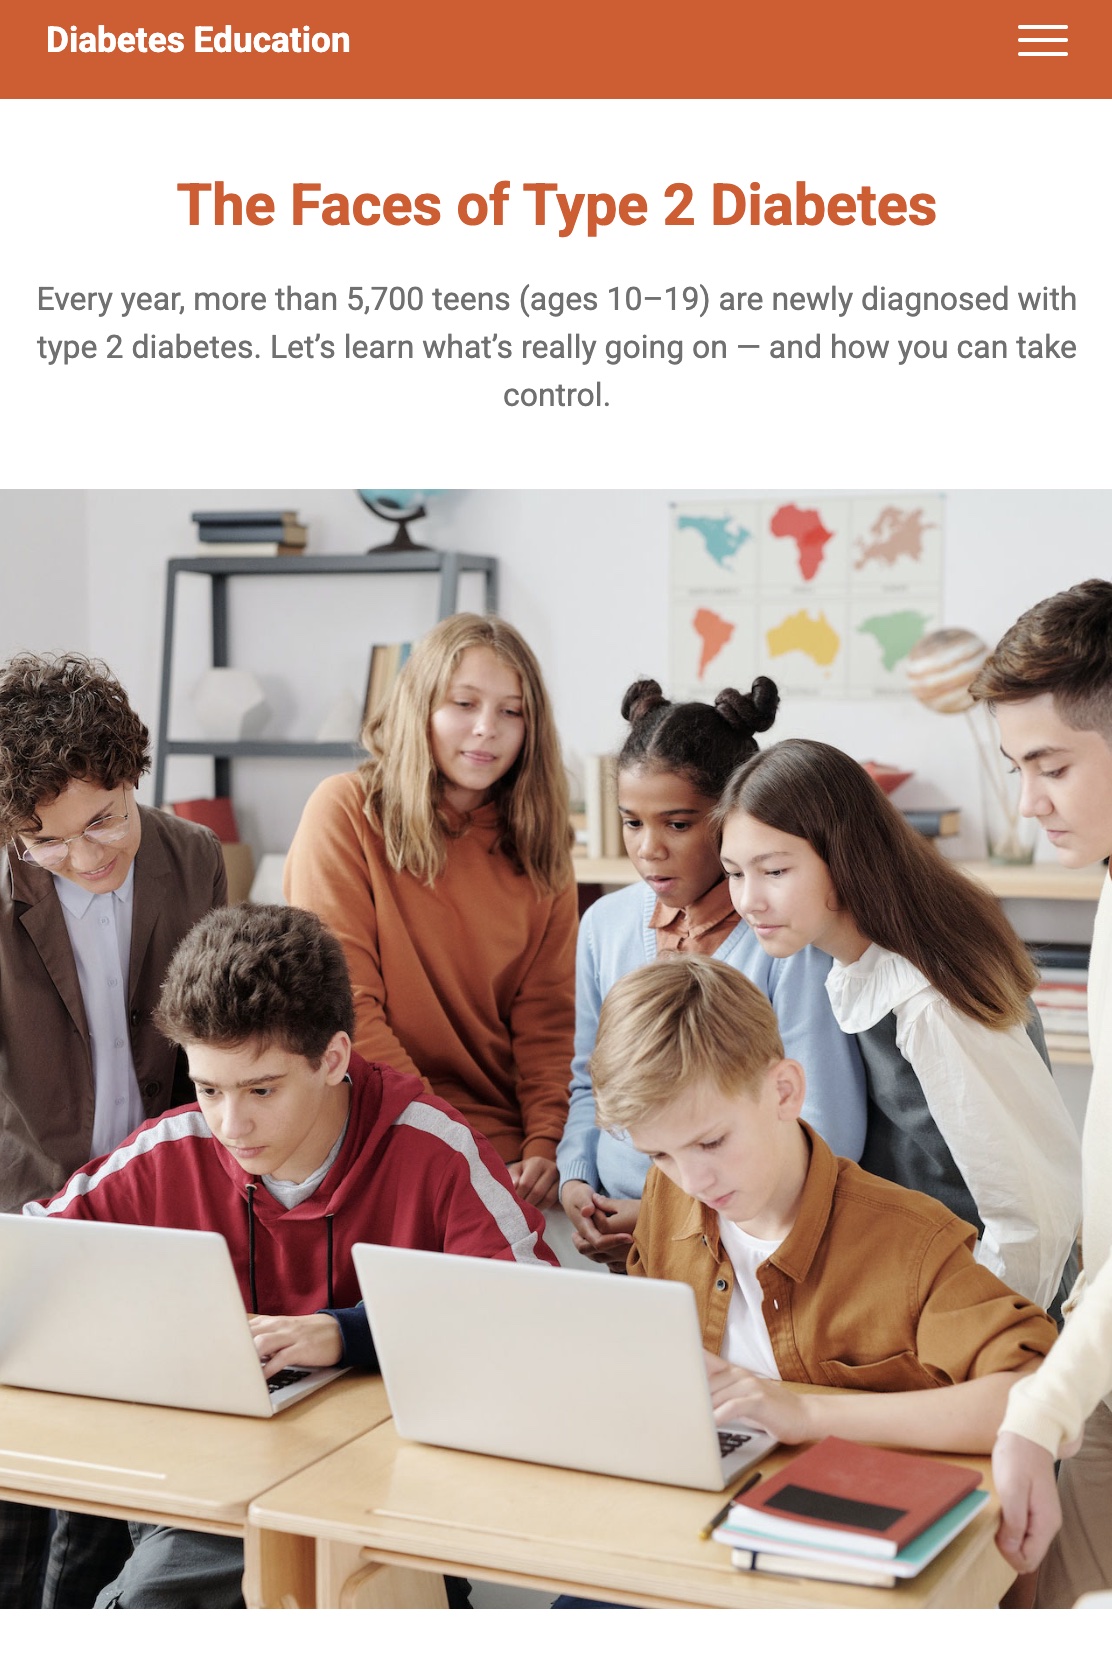 Diabetes Education
The Faces of Type 2 Diabetes
Every year, more than 5,700 teens (ages 10–19) are newly diagnosed with
type 2 diabetes. Let’s learn what’s really going on — and how you can take
control.